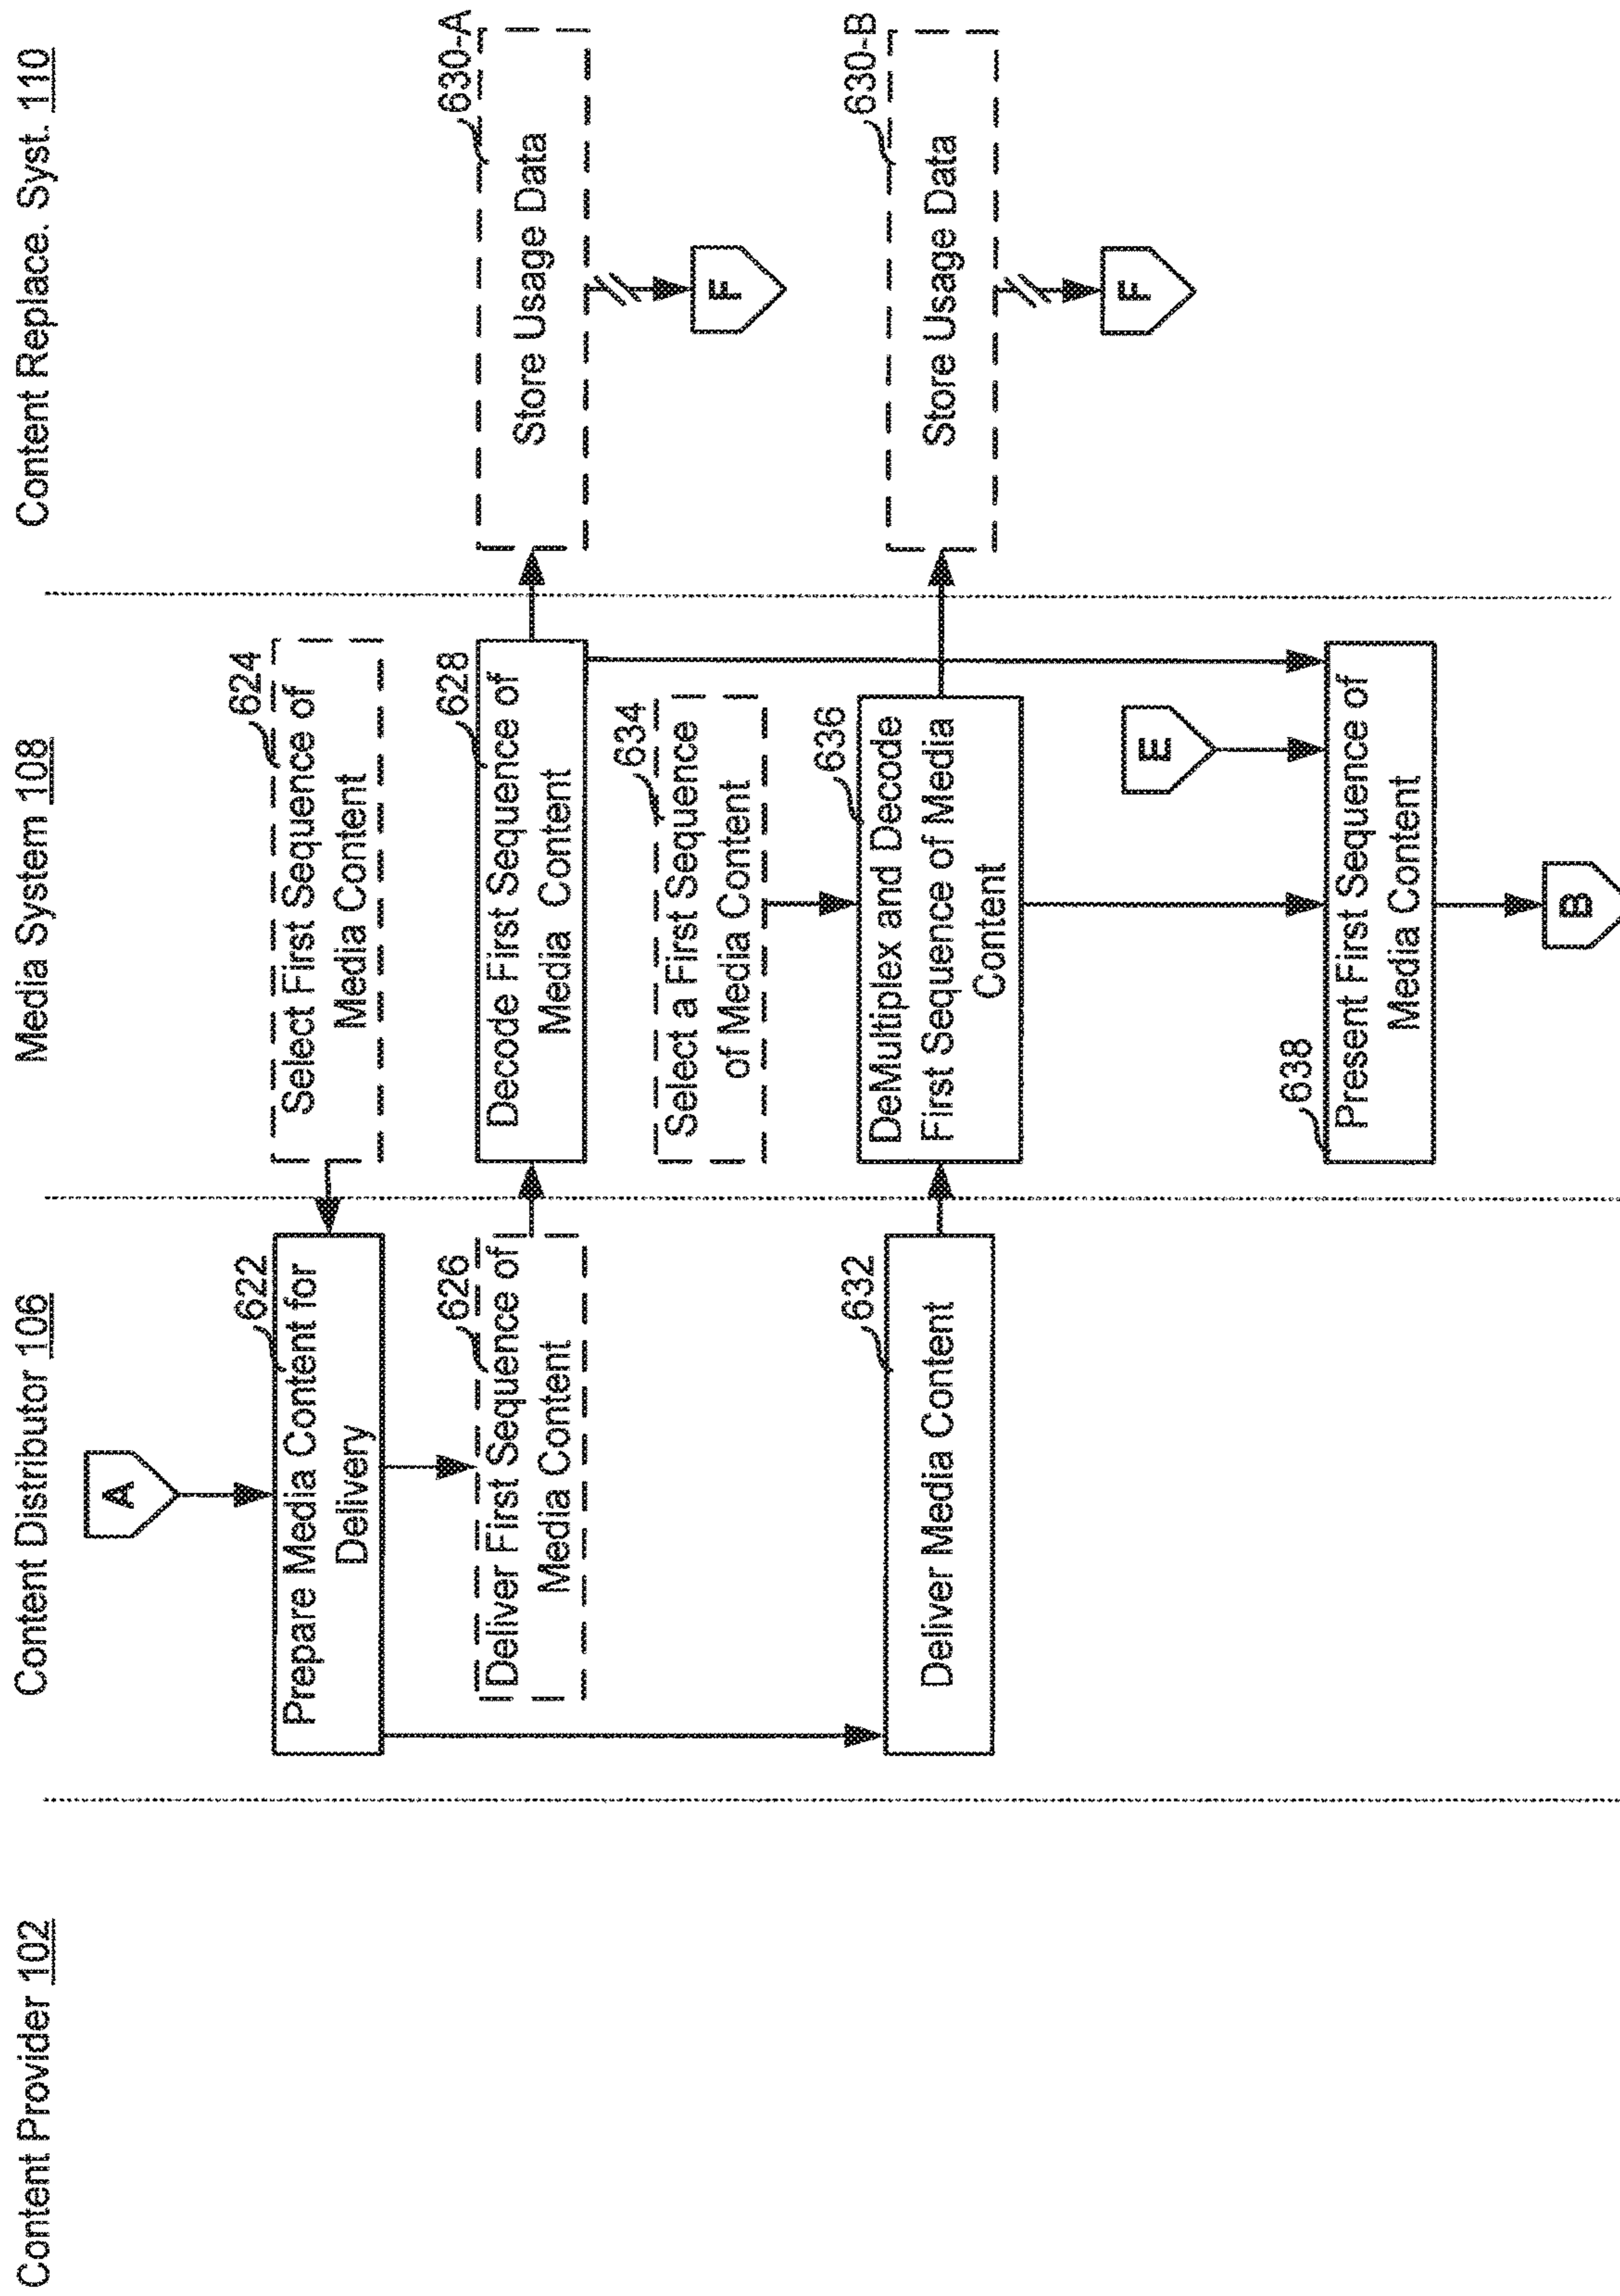 Content Provider 102
Content Distributor 106
Media System 108
Content Replace. Syst. 110
A
622
Prepare Media Content for
Delivery
624
Select First Sequence of
Media Content
626
Deliver First Sequence of
Media Content
628
Decode First Sequence of
Media Content
630-A
Store Usage Data
F
634
Select a First Sequence
of Media Content
632
Deliver Media Content
636
DeMultiplex and Decode
First Sequence of Media
Content
630-B
Store Usage Data
F
E
638
Present First Sequence of
Media Content
B